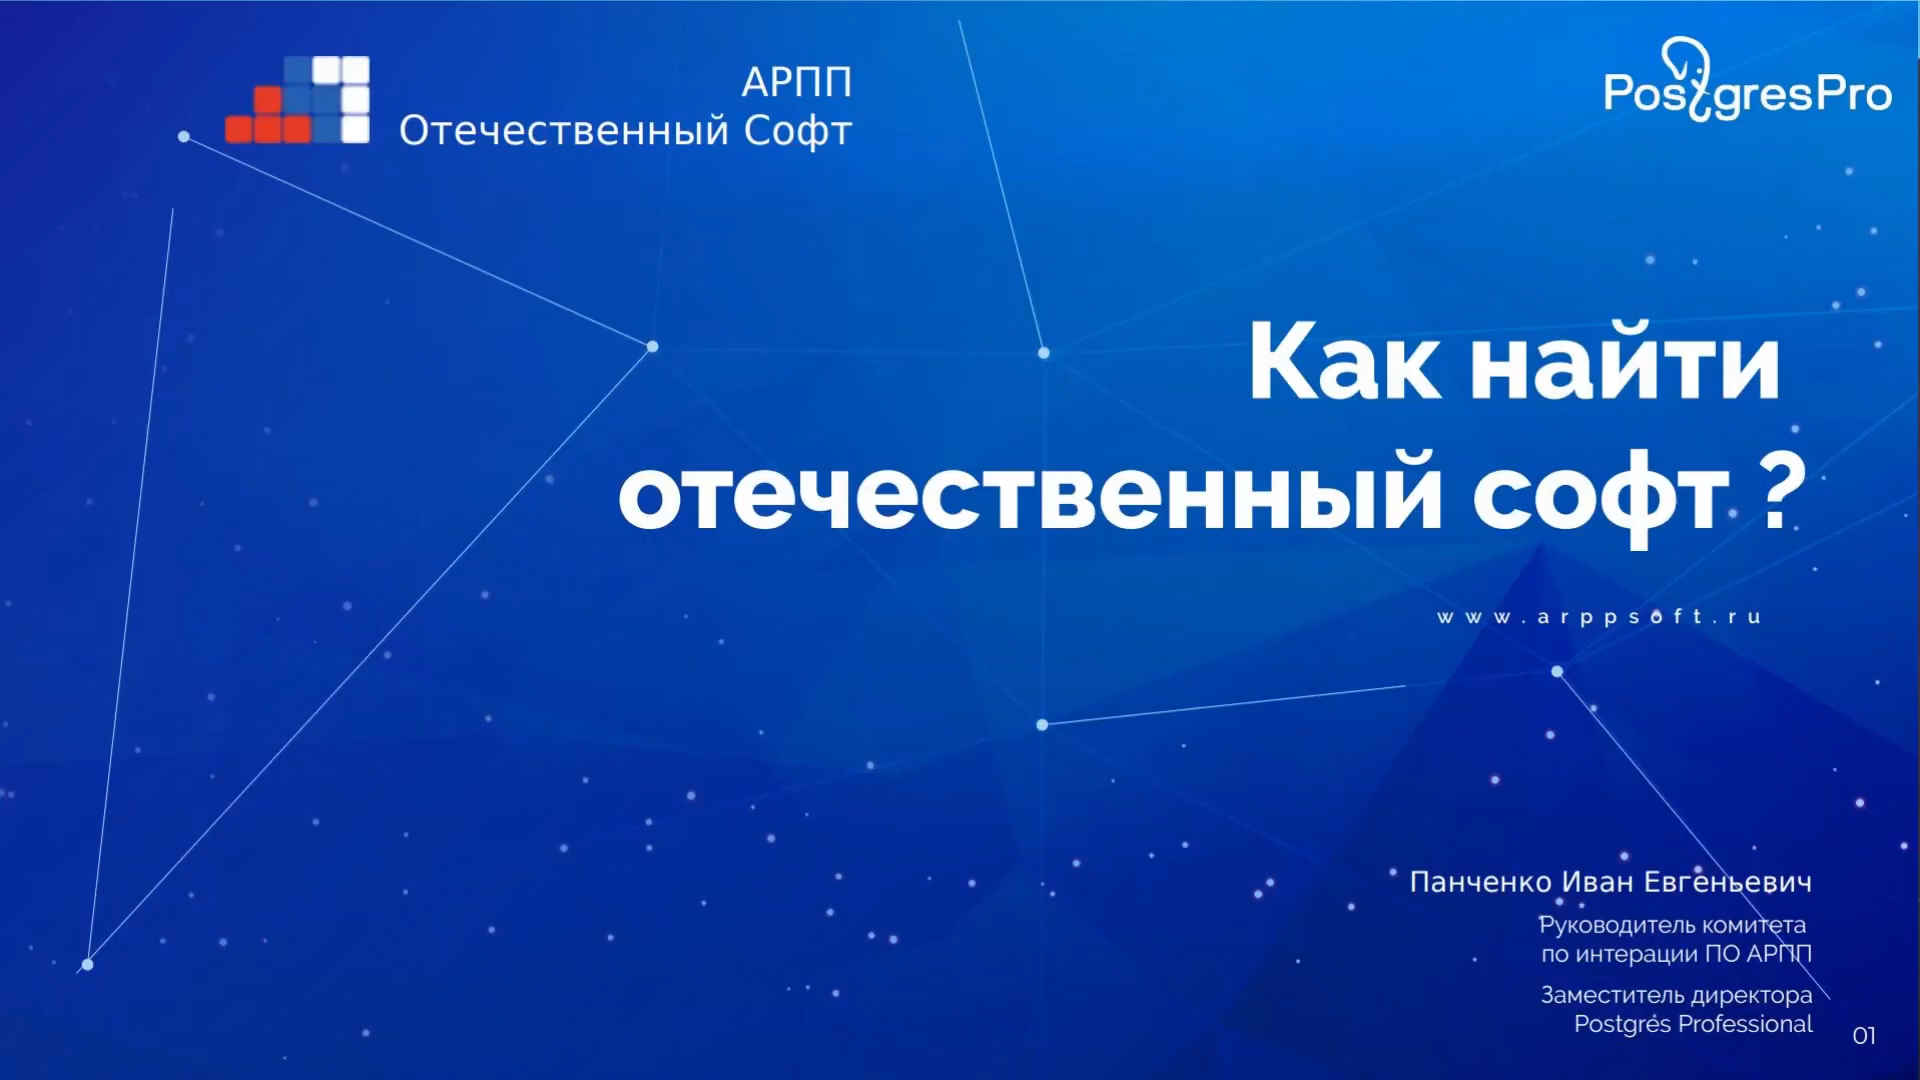 АРПП
Отечественный Софт
PostgresPro
Как найти
отечественный софт ?
www.arppsoft.ru
Панченко Иван Евгеньевич
Руководитель комитета
по интерации ПО АРПП
Заместитель директора
Postgres Professional
01